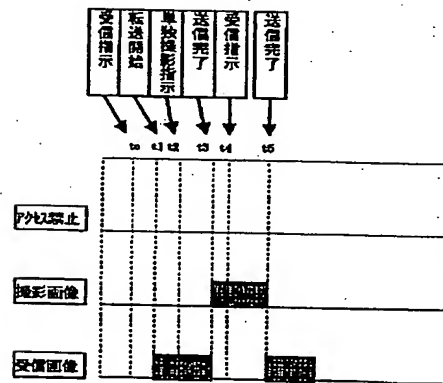 受信指示
転送開始
単独撮影指示
送信完了
受信指示
送信完了
to t1 t2 t3 t4 t5
アクセス禁止
撮影画像
受信画像